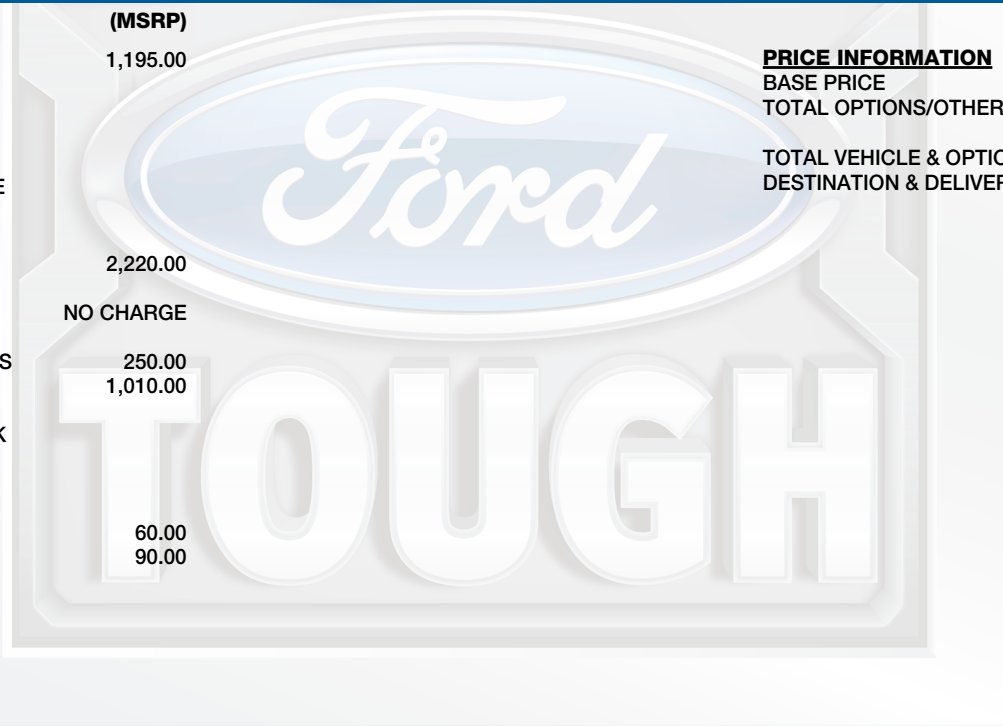 (MSRP)
1,195.00
E
2,220.00
NO CHARGE
S 250.00
1,010.00
K
60.00
90.00
PRICE INFORMATION
BASE PRICE
TOTAL OPTIONS/OTHER
TOTAL VEHICLE & OPTIO
DESTINATION & DELIVER
Ford
TOUGH